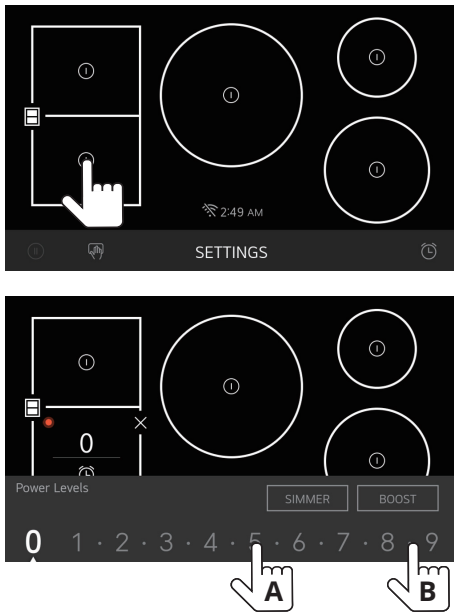 2:49 AM
SETTINGS
0
Power Levels
SIMMER
BOOST
0 1 · 2 · 3 · 4 · 5 · 6 · 7 · 8 · 9
A
B